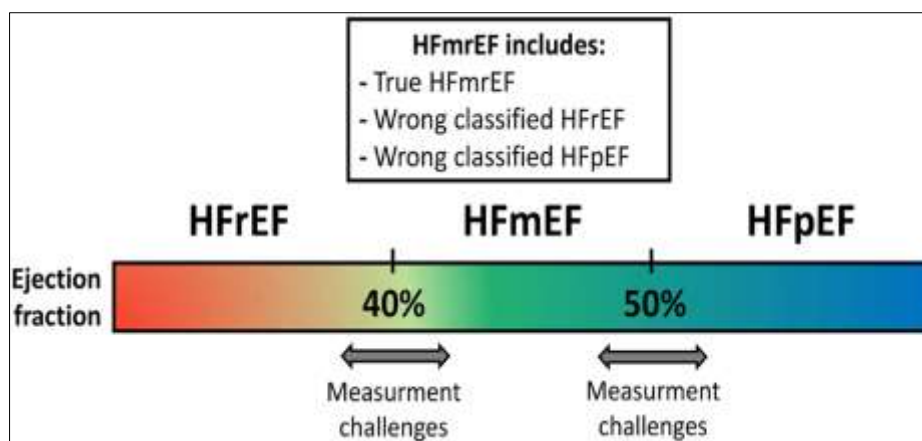 HFmrEF includes:
- True HFmrEF
- Wrong classified HFrEF
- Wrong classified HFpEF
HFrEF HFmEF HFpEF
Ejection
fraction
40% 50%
Measurment
challenges
Measurment
challenges